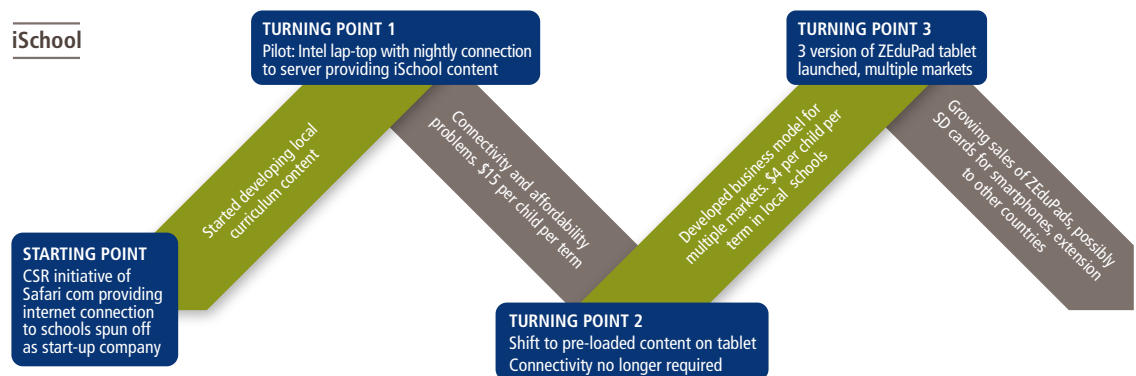 iSchool
STARTING POINT
CSR initiative of
Safari com providing
internet connection
to schools spun off
as start-up company
Started developing local
curriculum content
TURNING POINT 1
Pilot: Intel lap-top with nightly connection
to server providing iSchool content
Connectivity and affordability
problems. $15 per child per term
TURNING POINT 2
Shift to pre-loaded content on tablet
Connectivity no longer required
Developed business model for
multiple markets. $4 per child per
term in local schools
TURNING POINT 3
3 version of ZEduPad tablet
launched, multiple markets
Growing sales of ZEduPads, possibly
SD cards for smartphones, extension
to other countries